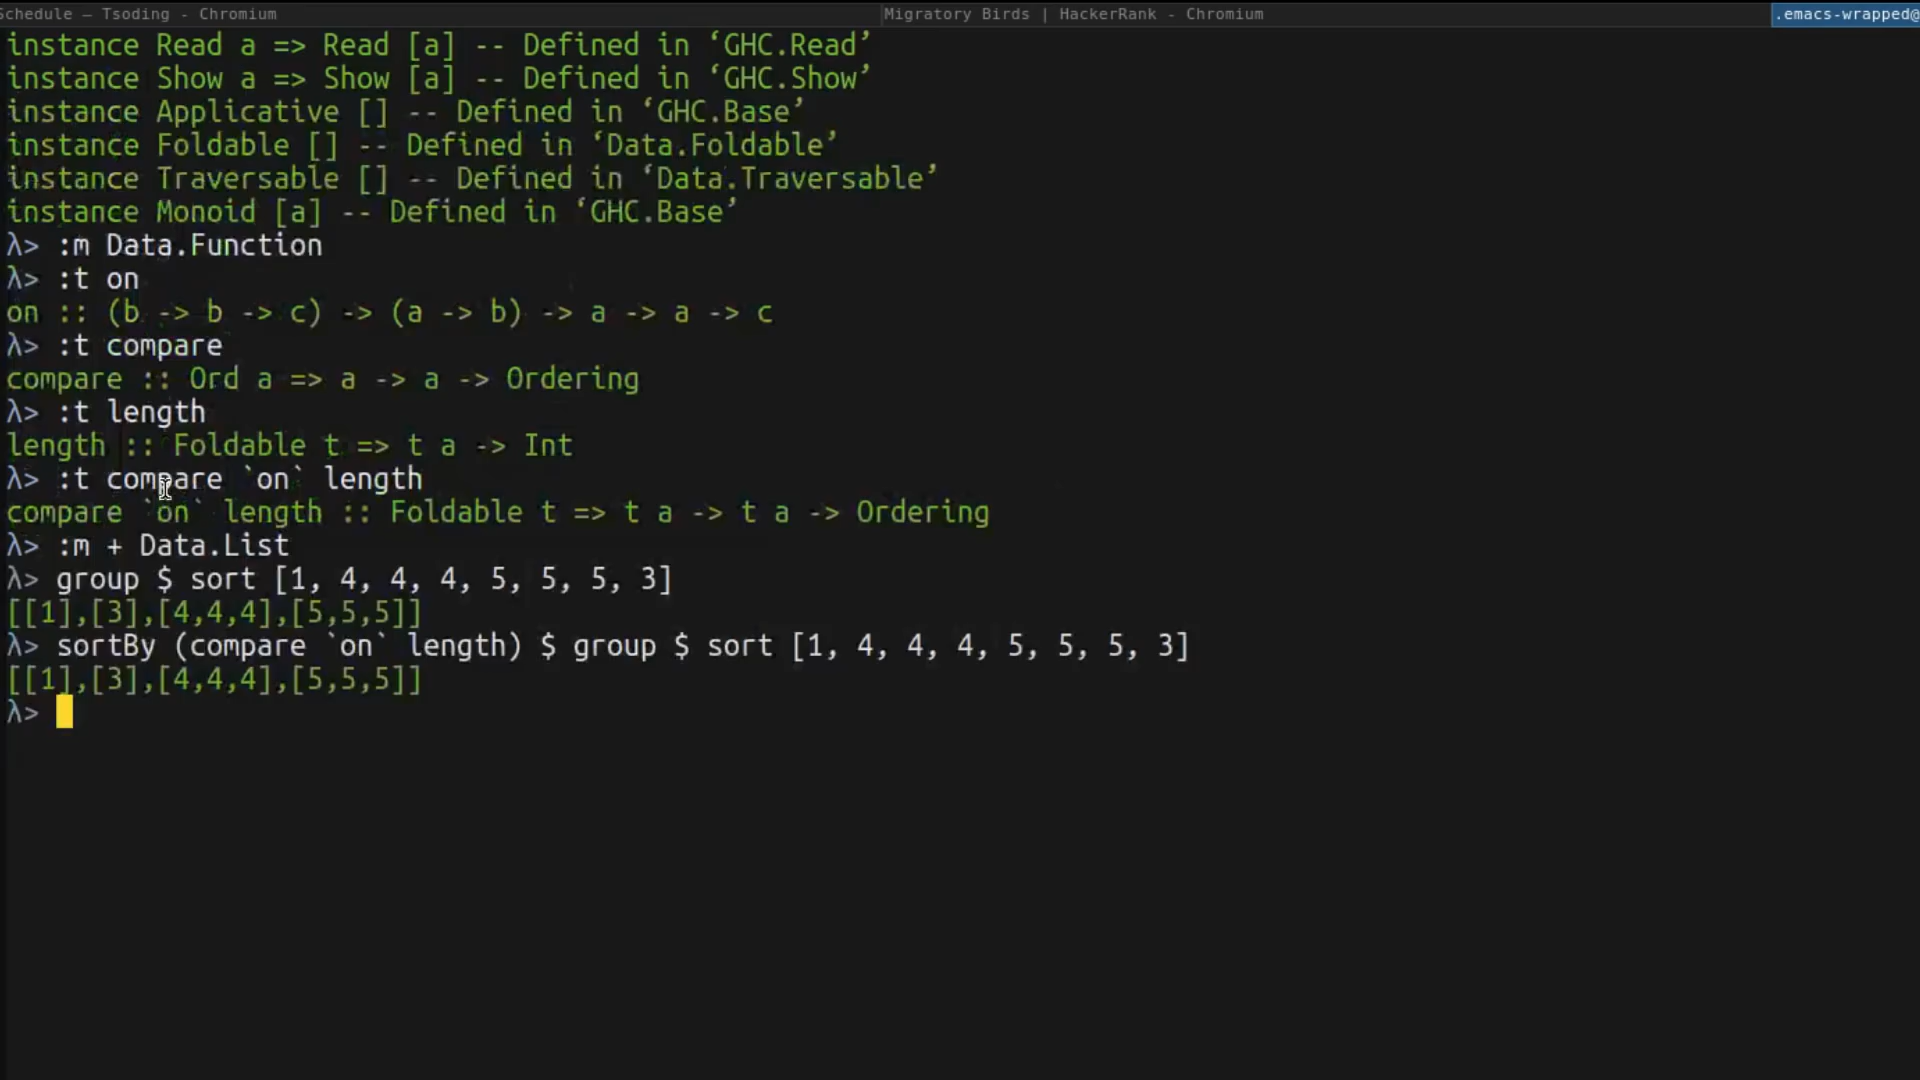 Schedule — Tsoding - Chromium
Migratory Birds | HackerRank - Chromium
.emacs-wrapped@
instance Read a => Read [a] -- Defined in ‘GHC.Read’
instance Show a => Show [a] -- Defined in ‘GHC.Show’
instance Applicative [] -- Defined in ‘GHC.Base’
instance Foldable [] -- Defined in ‘Data.Foldable’
instance Traversable [] -- Defined in ‘Data.Traversable’
instance Monoid [a] -- Defined in ‘GHC.Base’
λ> :m Data.Function
λ> :t on
on :: (b -> b -> c) -> (a -> b) -> a -> a -> c
λ> :t compare
compare :: Ord a => a -> a -> Ordering
λ> :t length
length :: Foldable t => t a -> Int
λ> :t compare `on` length
compare `on` length :: Foldable t => t a -> t a -> Ordering
λ> :m + Data.List
λ> group $ sort [1, 4, 4, 4, 5, 5, 5, 3]
[[1],[3],[4,4,4],[5,5,5]]
λ> sortBy (compare `on` length) $ group $ sort [1, 4, 4, 4, 5, 5, 5, 3]
[[1],[3],[4,4,4],[5,5,5]]
λ>